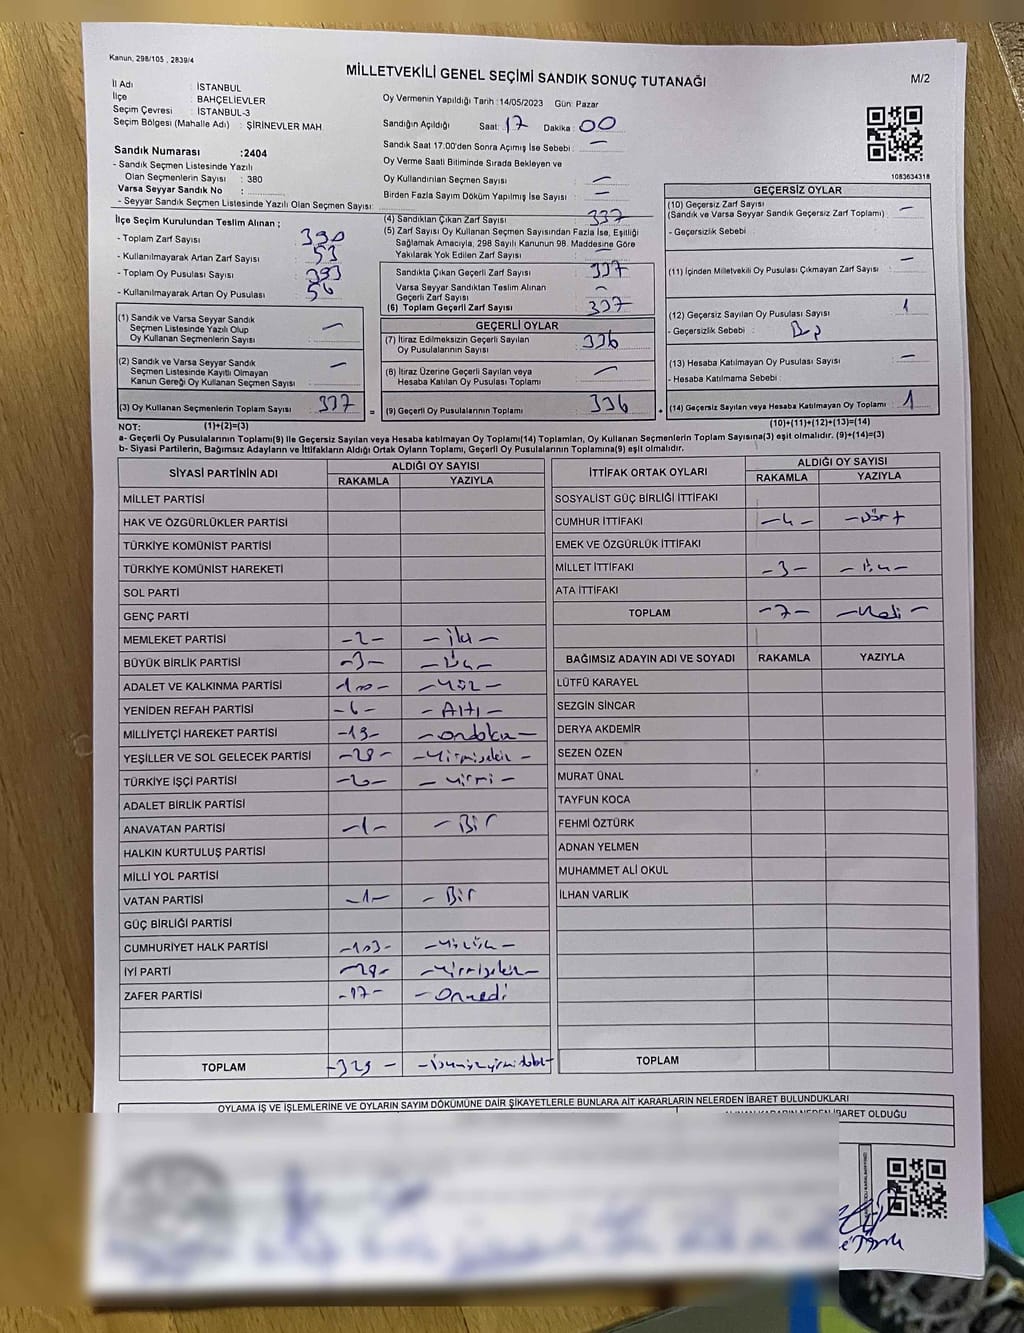 Kanun, 298/105 , 2839/4
MİLLETVEKİLİ GENEL SEÇİMİ SANDIK SONUÇ TUTANAĞI
M/2
İl Adı : İSTANBUL
İlçe : BAHÇELİEVLER
Seçim Çevresi : İSTANBUL-3
Seçim Bölgesi (Mahalle Adı) : ŞİRİNEVLER MAH
Sandık Numarası :2404
- Sandık Seçmen Listesinde Yazılı
Olan Seçmenlerin Sayısı : 380
Varsa Seyyar Sandık No :
- Seyyar Sandık Seçmen Listesinde Yazılı Olan Seçmen Sayısı:
Oy Vermenin Yapıldığı Tarih :14/05/2023 Gün: Pazar
Sandığın Açıldığı Saat: 17 Dakika : 00
Sandık Saat 17:00'den Sonra Açımış İse Sebebi : —
Oy Verme Saati Bitiminde Sırada Bekleyen ve
Oy Kullandırılan Seçmen Sayısı : —
Birden Fazla Sayım Döküm Yapılmış İse Sayısı : —
1083634318
İlçe Seçim Kurulundan Teslim Alınan ;
- Toplam Zarf Sayısı : 390
- Kullanılmayarak Artan Zarf Sayısı : 53
- Toplam Oy Pusulası Sayısı : 393
- Kullanılmayarak Artan Oy Pusulası : 56
(1) Sandık ve Varsa Seyyar Sandık
Seçmen Listesinde Yazılı Olup
Oy Kullanan Seçmenlerin Sayısı : —
(2) Sandık ve Varsa Seyyar Sandık
Seçmen Listesinde Kayıtlı Olmayan
Kanun Gereği Oy Kullanan Seçmen Sayısı : —
(3) Oy Kullanan Seçmenlerin Toplam Sayısı : 337
(4) Sandıktan Çıkan Zarf Sayısı : 337
(5) Zarf Sayısı Oy Kullanan Seçmen Sayısından Fazla İse, Eşitliği
Sağlamak Amacıyla, 298 Sayılı Kanunun 98. Maddesine Göre
Yakılarak Yok Edilen Zarf Sayısı : —
Sandıkta Çıkan Geçerli Zarf Sayısı : 337
Varsa Seyyar Sandıktan Teslim Alınan
Geçerli Zarf Sayısı : —
(6) Toplam Geçerli Zarf Sayısı : 337
GEÇERLİ OYLAR
(7) İtiraz Edilmeksizin Geçerli Sayılan
Oy Pusulalarının Sayısı : 336
(8) İtiraz Üzerine Geçerli Sayılan veya
Hesaba Katılan Oy Pusulası Toplamı : —
= (9) Geçerli Oy Pusulalarının Toplamı : 336
GEÇERSİZ OYLAR
(10) Geçersiz Zarf Sayısı
(Sandık ve Varsa Seyyar Sandık Geçersiz Zarf Toplamı) : —
- Geçersizlik Sebebi :
(11) İçinden Milletvekili Oy Pusulası Çıkmayan Zarf Sayısı : —
(12) Geçersiz Sayılan Oy Pusulası Sayısı : 1
- Geçersizlik Sebebi :
(13) Hesaba Katılmayan Oy Pusulası Sayısı : —
- Hesaba Katılmama Sebebi :
+ (14) Geçersiz Sayılan veya Hesaba Katılmayan Oy Toplamı : 1
NOT: (1)+(2)=(3) (10)+(11)+(12)+(13)=(14)
a- Geçerli Oy Pusulalarının Toplamı(9) ile Geçersiz Sayılan veya Hesaba katılmayan Oy Toplamı(14) Toplamları, Oy Kullanan Seçmenlerin Toplam Sayısına(3) eşit olmalıdır. (9)+(14)=(3)
b- Siyasi Partilerin, Bağımsız Adayların ve İttifakların Aldığı Ortak Oyların Toplamı, Geçerli Oy Pusulalarının Toplamına(9) eşit olmalıdır.
SİYASİ PARTİNİN ADI ALDIĞI OY SAYISI
RAKAMLA YAZIYLA
MİLLET PARTİSİ
HAK VE ÖZGÜRLÜKLER PARTİSİ
TÜRKİYE KOMÜNİST PARTİSİ
TÜRKİYE KOMÜNİST HAREKETİ
SOL PARTİ
GENÇ PARTİ
MEMLEKET PARTİSİ -2- -iki-
BÜYÜK BİRLİK PARTİSİ -3- -üç-
ADALET VE KALKINMA PARTİSİ -100- -yüz-
YENİDEN REFAH PARTİSİ -6- -Altı-
MİLLİYETÇİ HAREKET PARTİSİ -19- -ondokuz-
YEŞİLLER VE SOL GELECEK PARTİSİ -28- -Yirmisekiz-
TÜRKİYE İŞÇİ PARTİSİ -20- -yirmi-
ADALET BİRLİK PARTİSİ
ANAVATAN PARTİSİ -1- -Bir
HALKIN KURTULUŞ PARTİSİ
MİLLİ YOL PARTİSİ
VATAN PARTİSİ -1- -Bir
GÜÇ BİRLİĞİ PARTİSİ
CUMHURİYET HALK PARTİSİ -103- -Yüzüç-
İYİ PARTİ -28- -Yirmisekiz-
ZAFER PARTİSİ -17- -Onyedi
TOPLAM -329-
İTTİFAK ORTAK OYLARI ALDIĞI OY SAYISI
RAKAMLA YAZIYLA
SOSYALİST GÜÇ BİRLİĞİ İTTİFAKI
CUMHUR İTTİFAKI -4- -Dört
EMEK VE ÖZGÜRLÜK İTTİFAKI
MİLLET İTTİFAKI -3- -üç-
ATA İTTİFAKI
TOPLAM -7- -Yedi-
BAĞIMSIZ ADAYIN ADI VE SOYADI RAKAMLA YAZIYLA
LÜTFÜ KARAYEL
SEZGİN SİNCAR
DERYA AKDEMİR
SEZEN ÖZEN
MURAT ÜNAL
TAYFUN KOCA
FEHMİ ÖZTÜRK
ADNAN YELMEN
MUHAMMET ALİ OKUL
İLHAN VARLIK
TOPLAM
OYLAMA İŞ VE İŞLEMLERİNE VE OYLARIN SAYIM DÖKÜMÜNE DAİR ŞİKAYETLERLE BUNLARA AİT KARARLARIN NELERDEN İBARET BULUNDUKLARI
İBARET OLDUĞU